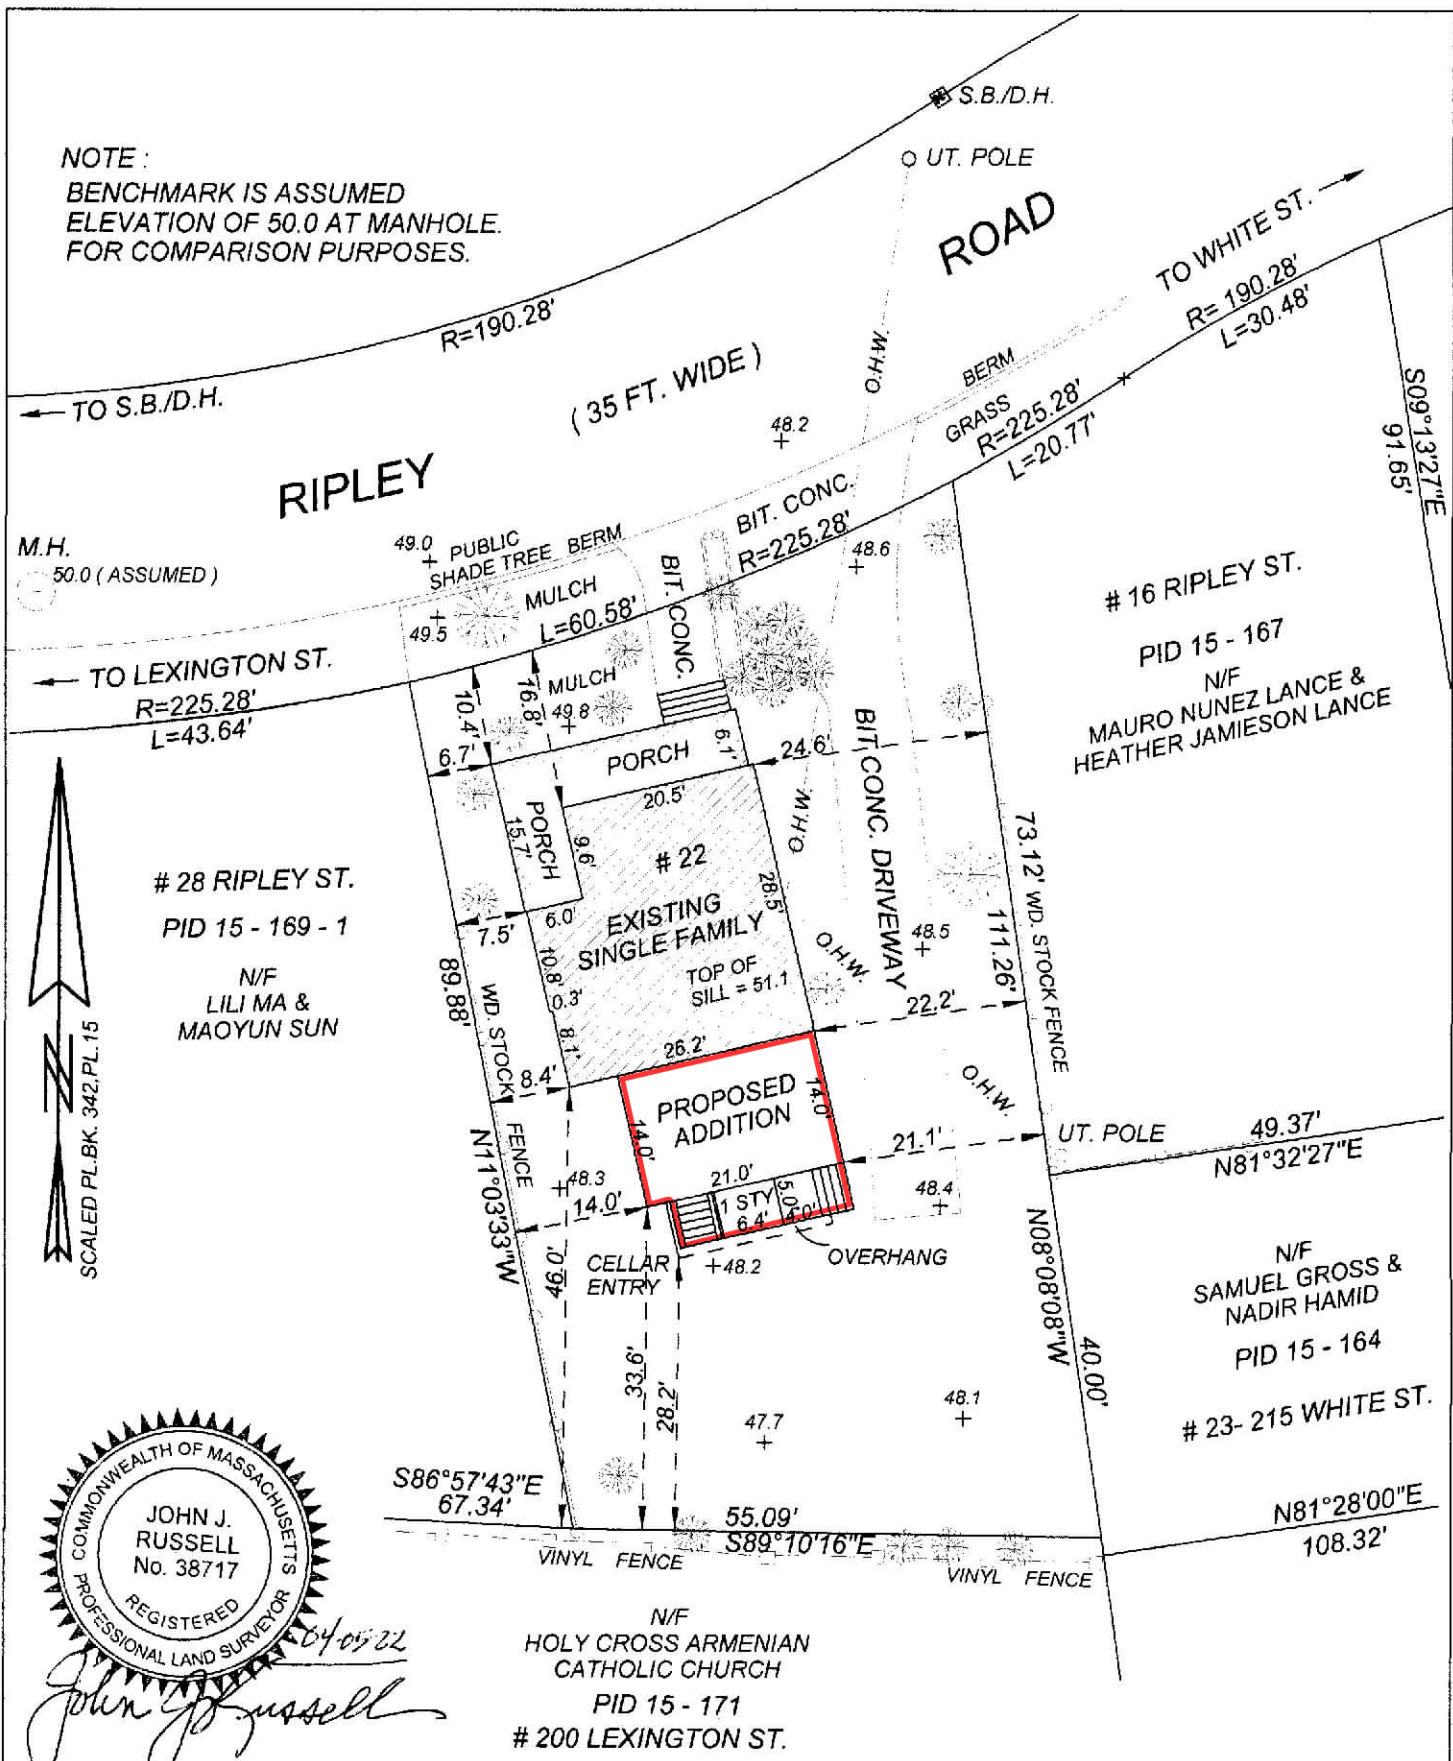 S.B./D.H.
UT. POLE
NOTE :
BENCHMARK IS ASSUMED
ELEVATION OF 50.0 AT MANHOLE.
FOR COMPARISON PURPOSES.
ROAD
TO WHITE ST.
R= 190.28'
L=30.48'
R=190.28'
O.H.W.
BERM
( 35 FT. WIDE )
TO S.B./D.H.
GRASS
R=225.28'
L=20.77'
S09°13'27"E
91.65'
48.2
RIPLEY
BIT. CONC.
R=225.28'
M.H.
50.0 ( ASSUMED )
49.0
PUBLIC
SHADE TREE
BERM
48.6
MULCH
L=60.58'
BIT. CONC.
49.5
# 16 RIPLEY ST.
PID 15 - 167
N/F
MAURO NUNEZ LANCE &
HEATHER JAMIESON LANCE
TO LEXINGTON ST.
R=225.28'
L=43.64'
10.4'
16.8'
MULCH
49.8
6.7'
PORCH
6.1'
24.6'
BIT. CONC. DRIVEWAY
20.5'
O.H.W.
PORCH
15.7'
9.6'
# 22
28.5'
73.12' WD. STOCK FENCE
111.26'
# 28 RIPLEY ST.
PID 15 - 169 - 1
N/F
LILI MA &
MAOYUN SUN
6.0'
7.5'
EXISTING
SINGLE FAMILY
O.H.W.
48.5
89.88'
WD. STOCK
FENCE
10.8'
0.3'
8.1'
TOP OF
SILL = 51.1
22.2'
26.2'
8.4'
PROPOSED
ADDITION
14.0'
14.0'
O.H.W.
SCALED PL.BK. 342,PL.15
N
N11°03'33"W
21.1'
UT. POLE
49.37'
N81°32'27"E
48.3
14.0'
21.0'
1 STY
6.4'
5.0'
4.0'
48.4
46.0'
CELLAR
ENTRY
48.2
OVERHANG
N08°08'08"W
40.00'
N/F
SAMUEL GROSS &
NADIR HAMID
PID 15 - 164
# 23- 215 WHITE ST.
33.6'
28.2'
47.7
48.1
S86°57'43"E
67.34'
55.09'
S89°10'16"E
N81°28'00"E
108.32'
VINYL FENCE
VINYL FENCE
COMMONWEALTH OF MASSACHUSETTS
JOHN J.
RUSSELL
No. 38717
REGISTERED
PROFESSIONAL LAND SURVEYOR
04-05-22
John J Russell
N/F
HOLY CROSS ARMENIAN
CATHOLIC CHURCH
PID 15 - 171
# 200 LEXINGTON ST.